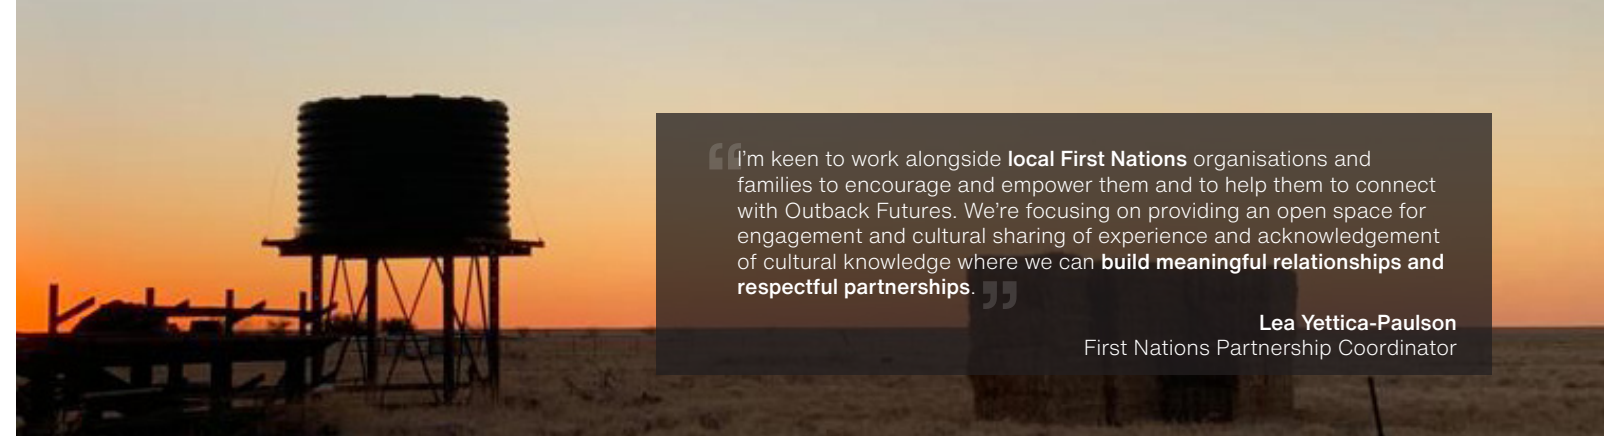 “I’m keen to work alongside local First Nations organisations and
families to encourage and empower them and to help them to connect
with Outback Futures. We’re focusing on providing an open space for
engagement and cultural sharing of experience and acknowledgement
of cultural knowledge where we can build meaningful relationships and
respectful partnerships.”
Lea Yettica-Paulson
First Nations Partnership Coordinator